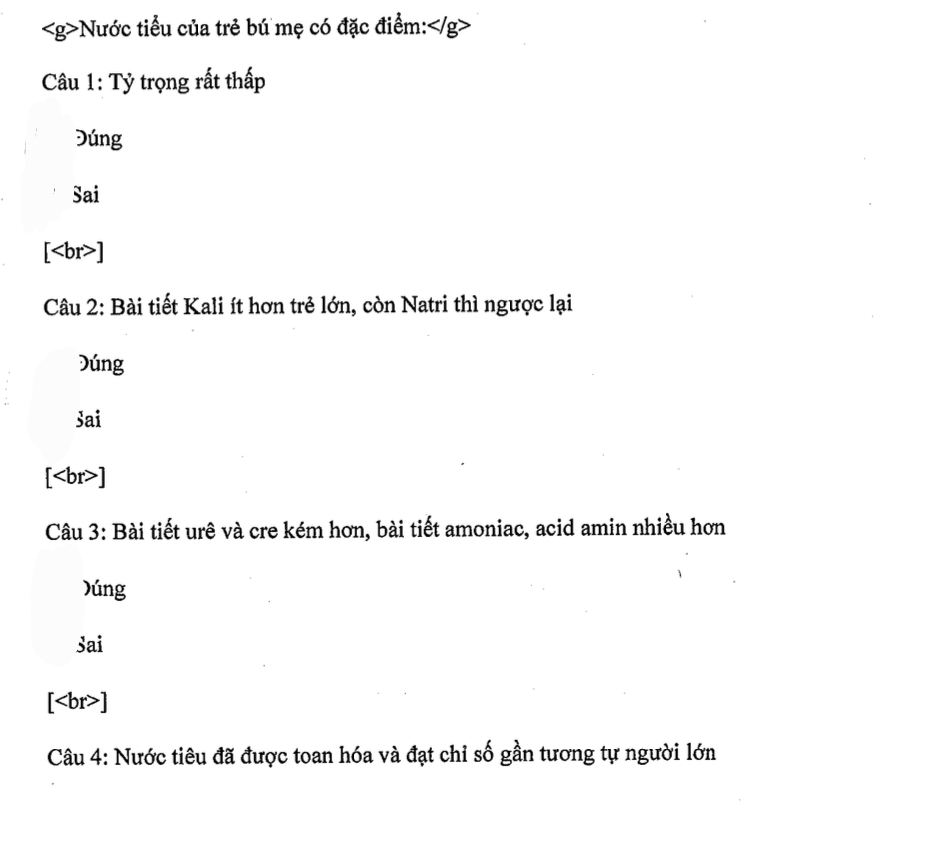 <g>Nước tiểu của trẻ bú mẹ có đặc điểm:</g>
Câu 1: Tỷ trọng rất thấp
Đúng
Sai
[<br>]
Câu 2: Bài tiết Kali ít hơn trẻ lớn, còn Natri thì ngược lại
Đúng
Sai
[<br>]
Câu 3: Bài tiết urê và cre kém hơn, bài tiết amoniac, acid amin nhiều hơn
Đúng
Sai
[<br>]
Câu 4: Nước tiêu đã được toan hóa và đạt chỉ số gần tương tự người lớn